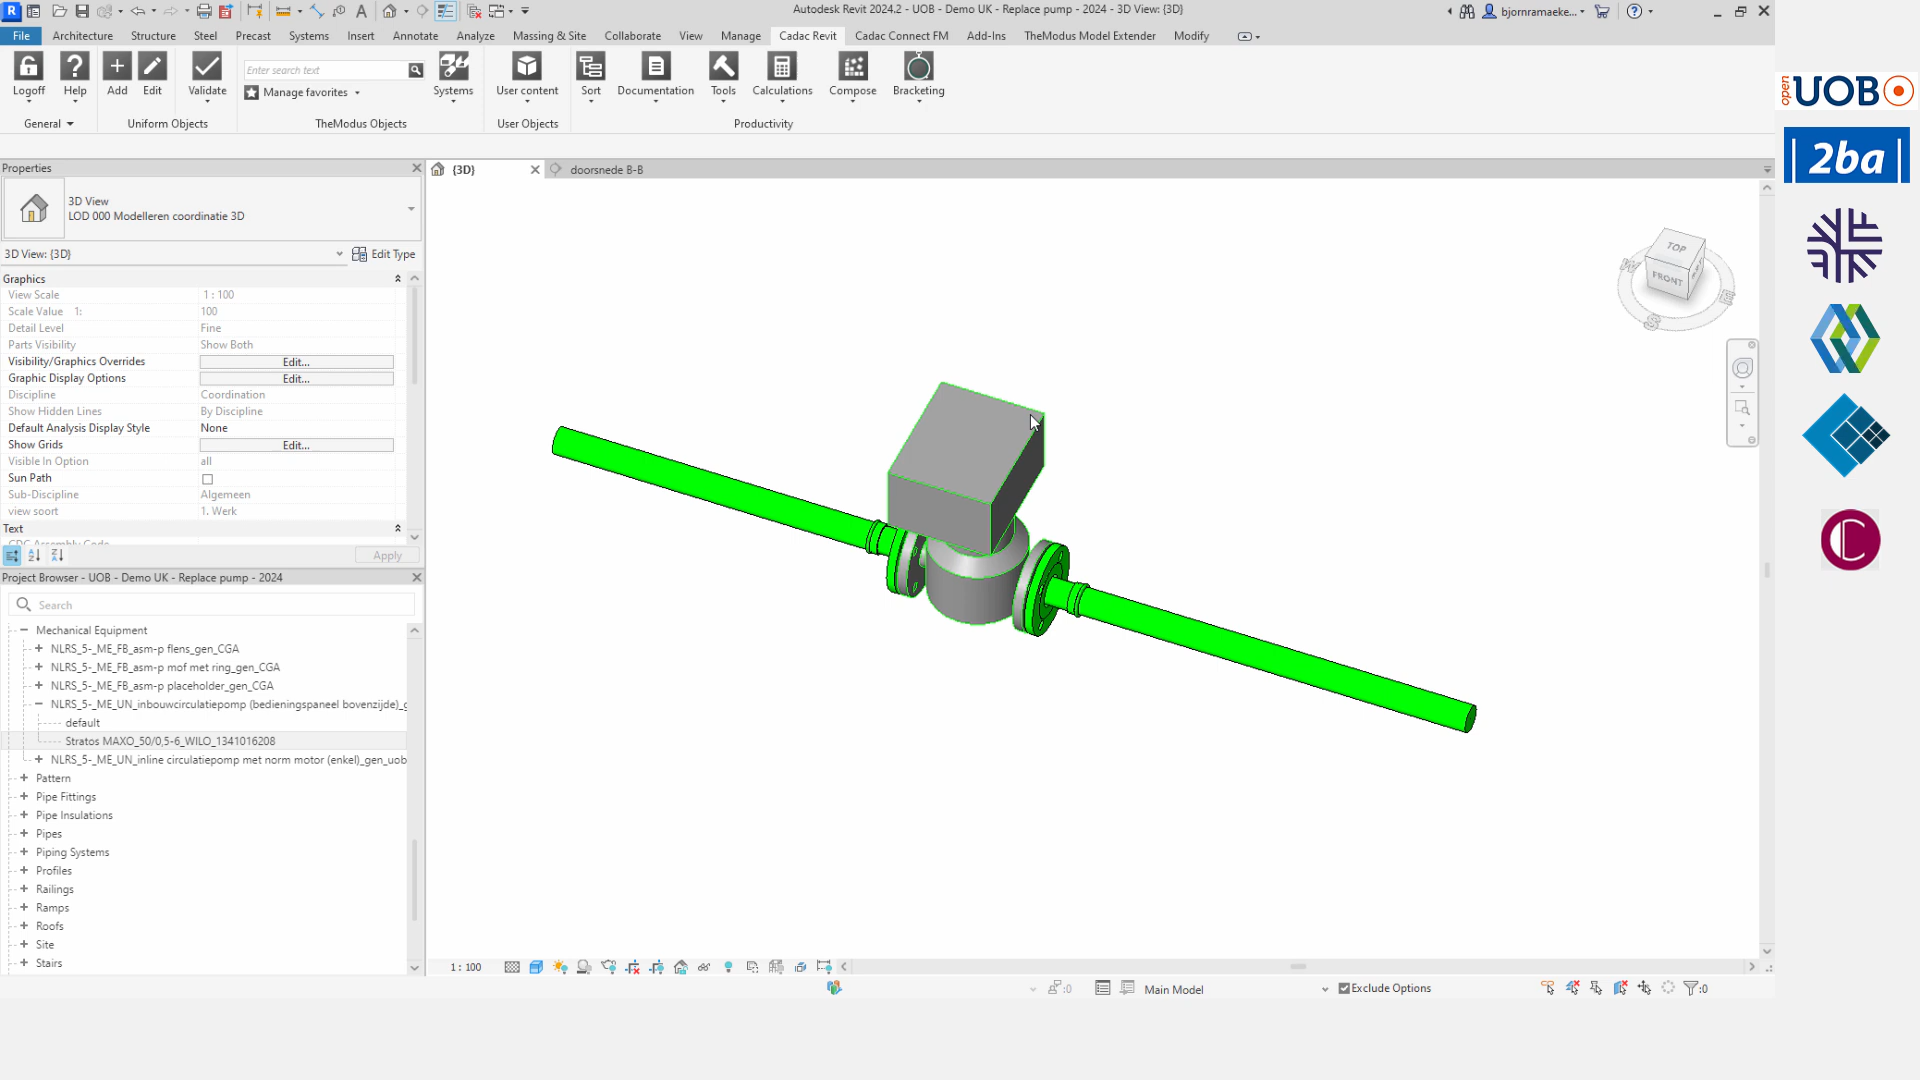 Autodesk Revit 2024.2 - UOB - Demo UK - Replace pump - 2024 - 3D View: {3D}
bjornramaeke...
File Architecture Structure Steel Precast Systems Insert Annotate Analyze Massing & Site Collaborate View Manage Cadac Revit Cadac Connect FM Add-Ins TheModus Model Extender Modify
Enter search text
Manage favorites
Logoff Help Add Edit Validate Systems User content Sort Documentation Tools Calculations Compose Bracketing
General Uniform Objects TheModus Objects User Objects Productivity
Properties
{3D}
doorsnede B-B
3D View
LOD 000 Modelleren coordinatie 3D
3D View: {3D}
Edit Type
Graphics
View Scale 1 : 100
Scale Value 1: 100
Detail Level Fine
Parts Visibility Show Both
Visibility/Graphics Overrides Edit...
Graphic Display Options Edit...
Discipline Coordination
Show Hidden Lines By Discipline
Default Analysis Display Style None
Show Grids Edit...
Visible In Option all
Sun Path
Sub-Discipline Algemeen
view soort 1. Werk
Text
Apply
Project Browser - UOB - Demo UK - Replace pump - 2024
Search
Mechanical Equipment
NLRS_5-_ME_FB_asm-p flens_gen_CGA
NLRS_5-_ME_FB_asm-p mof met ring_gen_CGA
NLRS_5-_ME_FB_asm-p placeholder_gen_CGA
NLRS_5-_ME_UN_inbouwcirculatiepomp (bedieningspaneel bovenzijde)_g
default
Stratos MAXO_50/0,5-6_WILO_1341016208
NLRS_5-_ME_UN_inline circulatiepomp met norm motor (enkel)_gen_uob
Pattern
Pipe Fittings
Pipe Insulations
Pipes
Piping Systems
Profiles
Railings
Ramps
Roofs
Site
Stairs
TOP
FRONT
W
S
E
1 : 100
:0
Main Model
Exclude Options
:0
open UOB
2ba